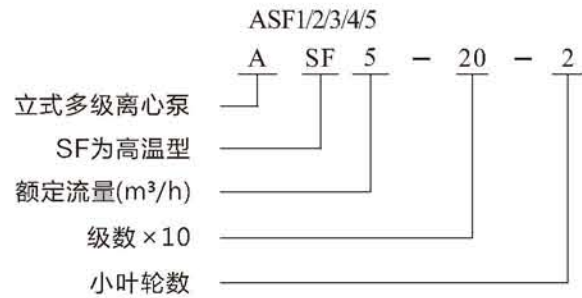 ASF1/2/3/4/5
A SF 5 - 20 - 2
立式多级离心泵
SF为高温型
额定流量(m³/h)
级数×10
小叶轮数